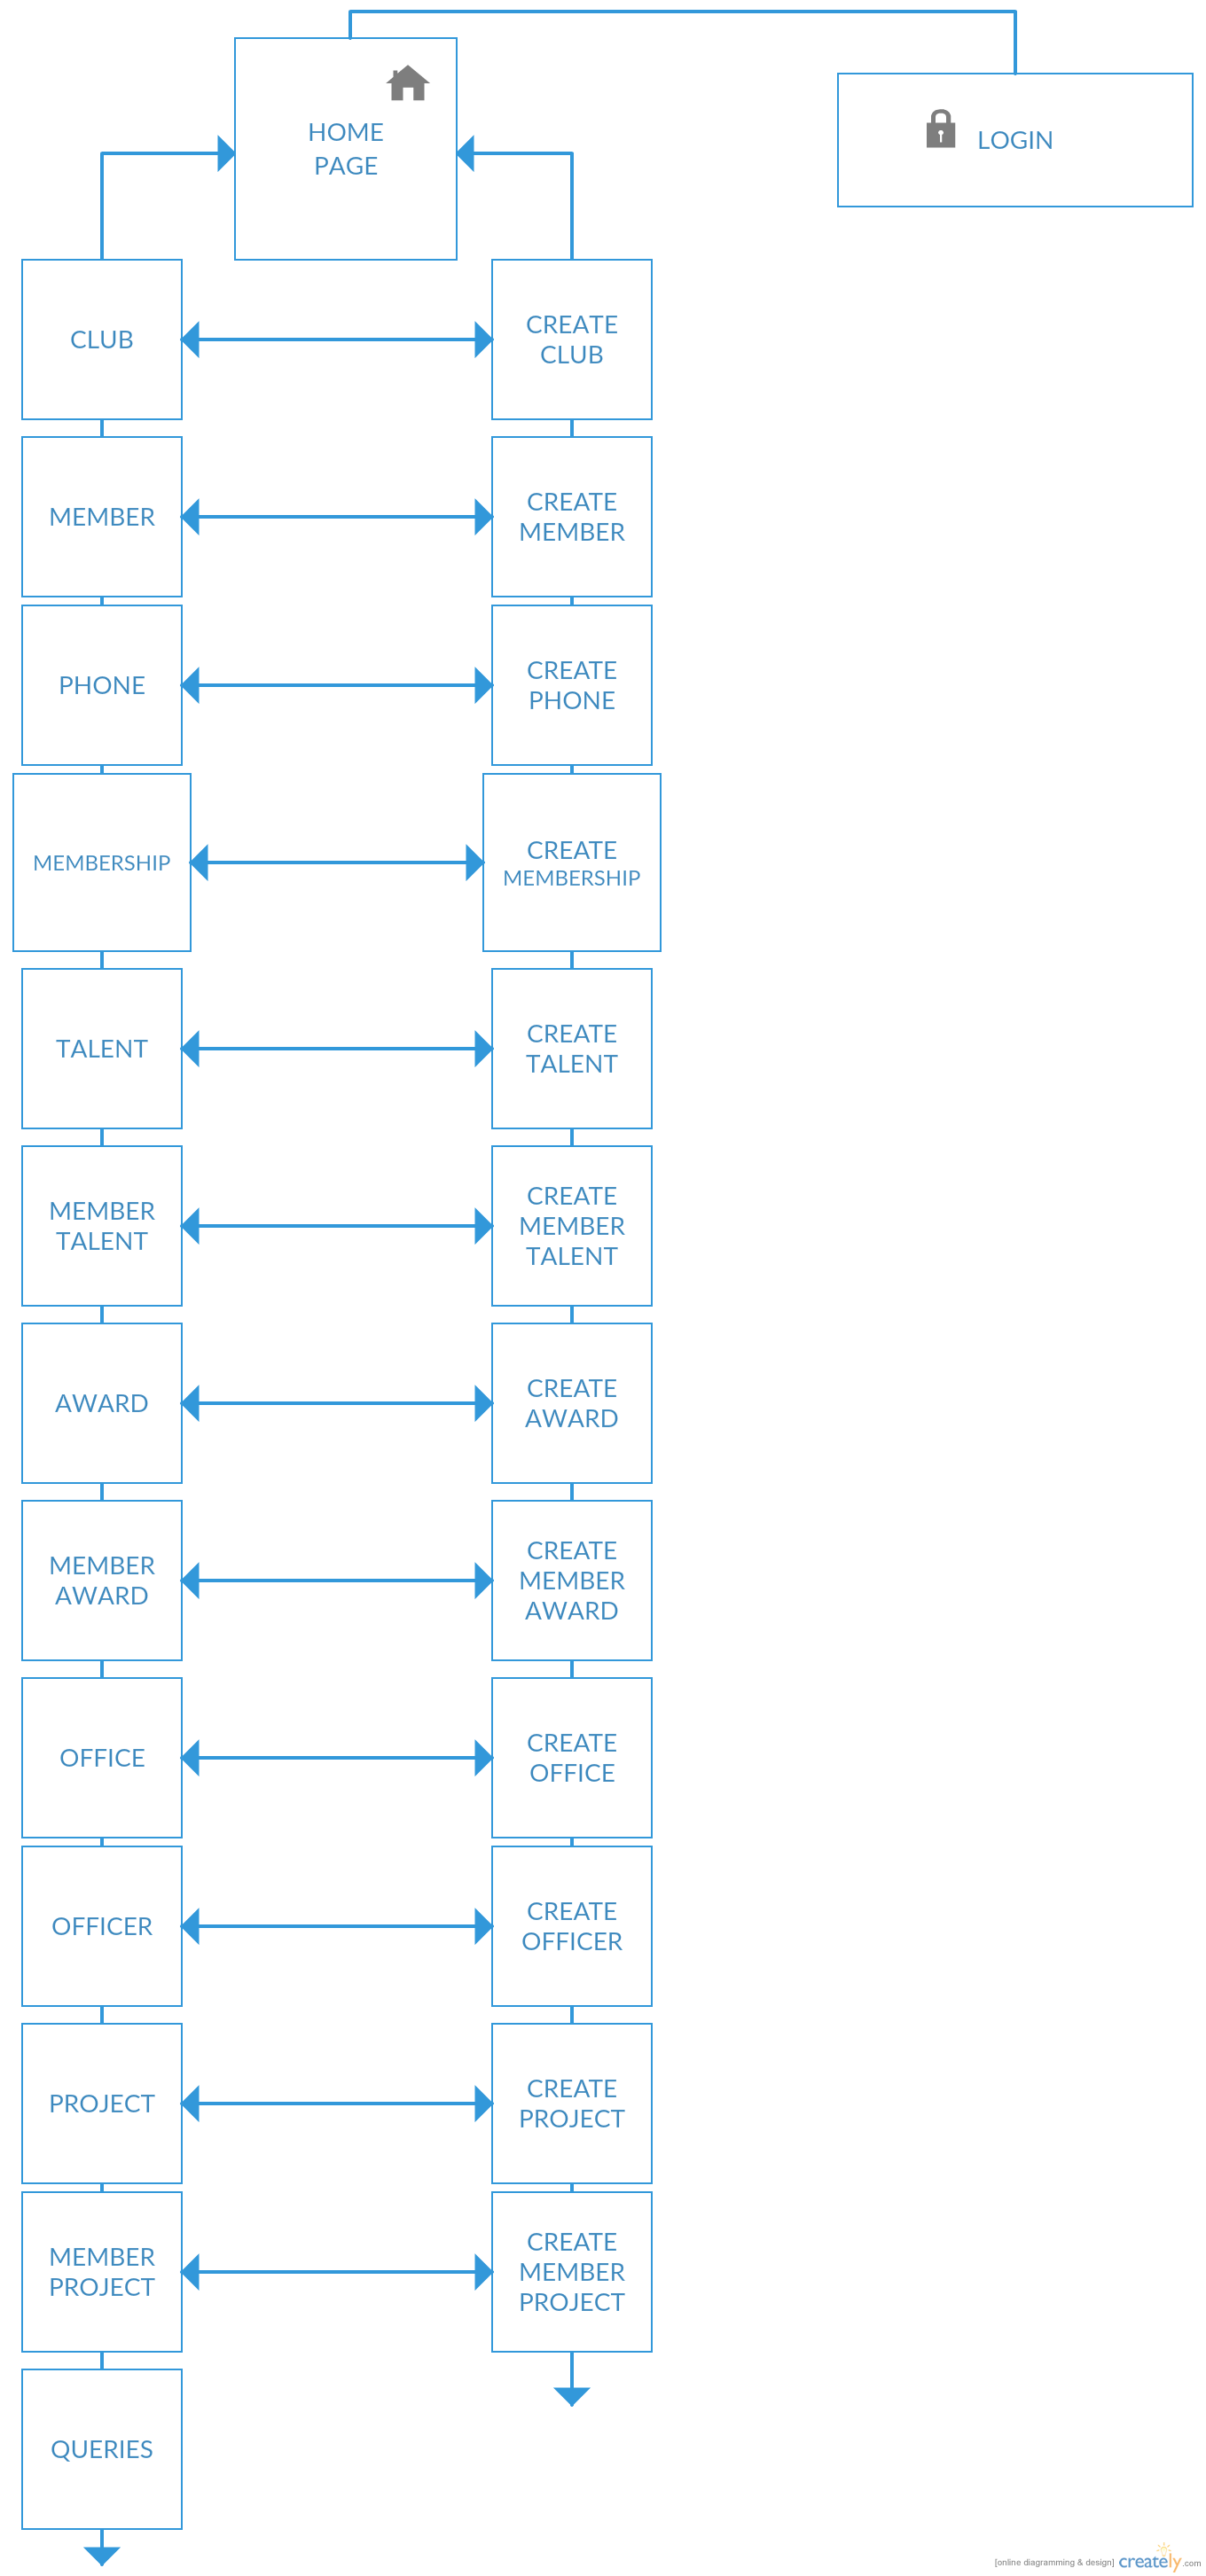 HOME
PAGE
LOGIN
CLUB
CREATE
CLUB
MEMBER
CREATE
MEMBER
PHONE
CREATE
PHONE
MEMBERSHIP
CREATE
MEMBERSHIP
TALENT
CREATE
TALENT
MEMBER
TALENT
CREATE
MEMBER
TALENT
AWARD
CREATE
AWARD
MEMBER
AWARD
CREATE
MEMBER
AWARD
OFFICE
CREATE
OFFICE
OFFICER
CREATE
OFFICER
PROJECT
CREATE
PROJECT
MEMBER
PROJECT
CREATE
MEMBER
PROJECT
QUERIES
[online diagramming & design] creately.com